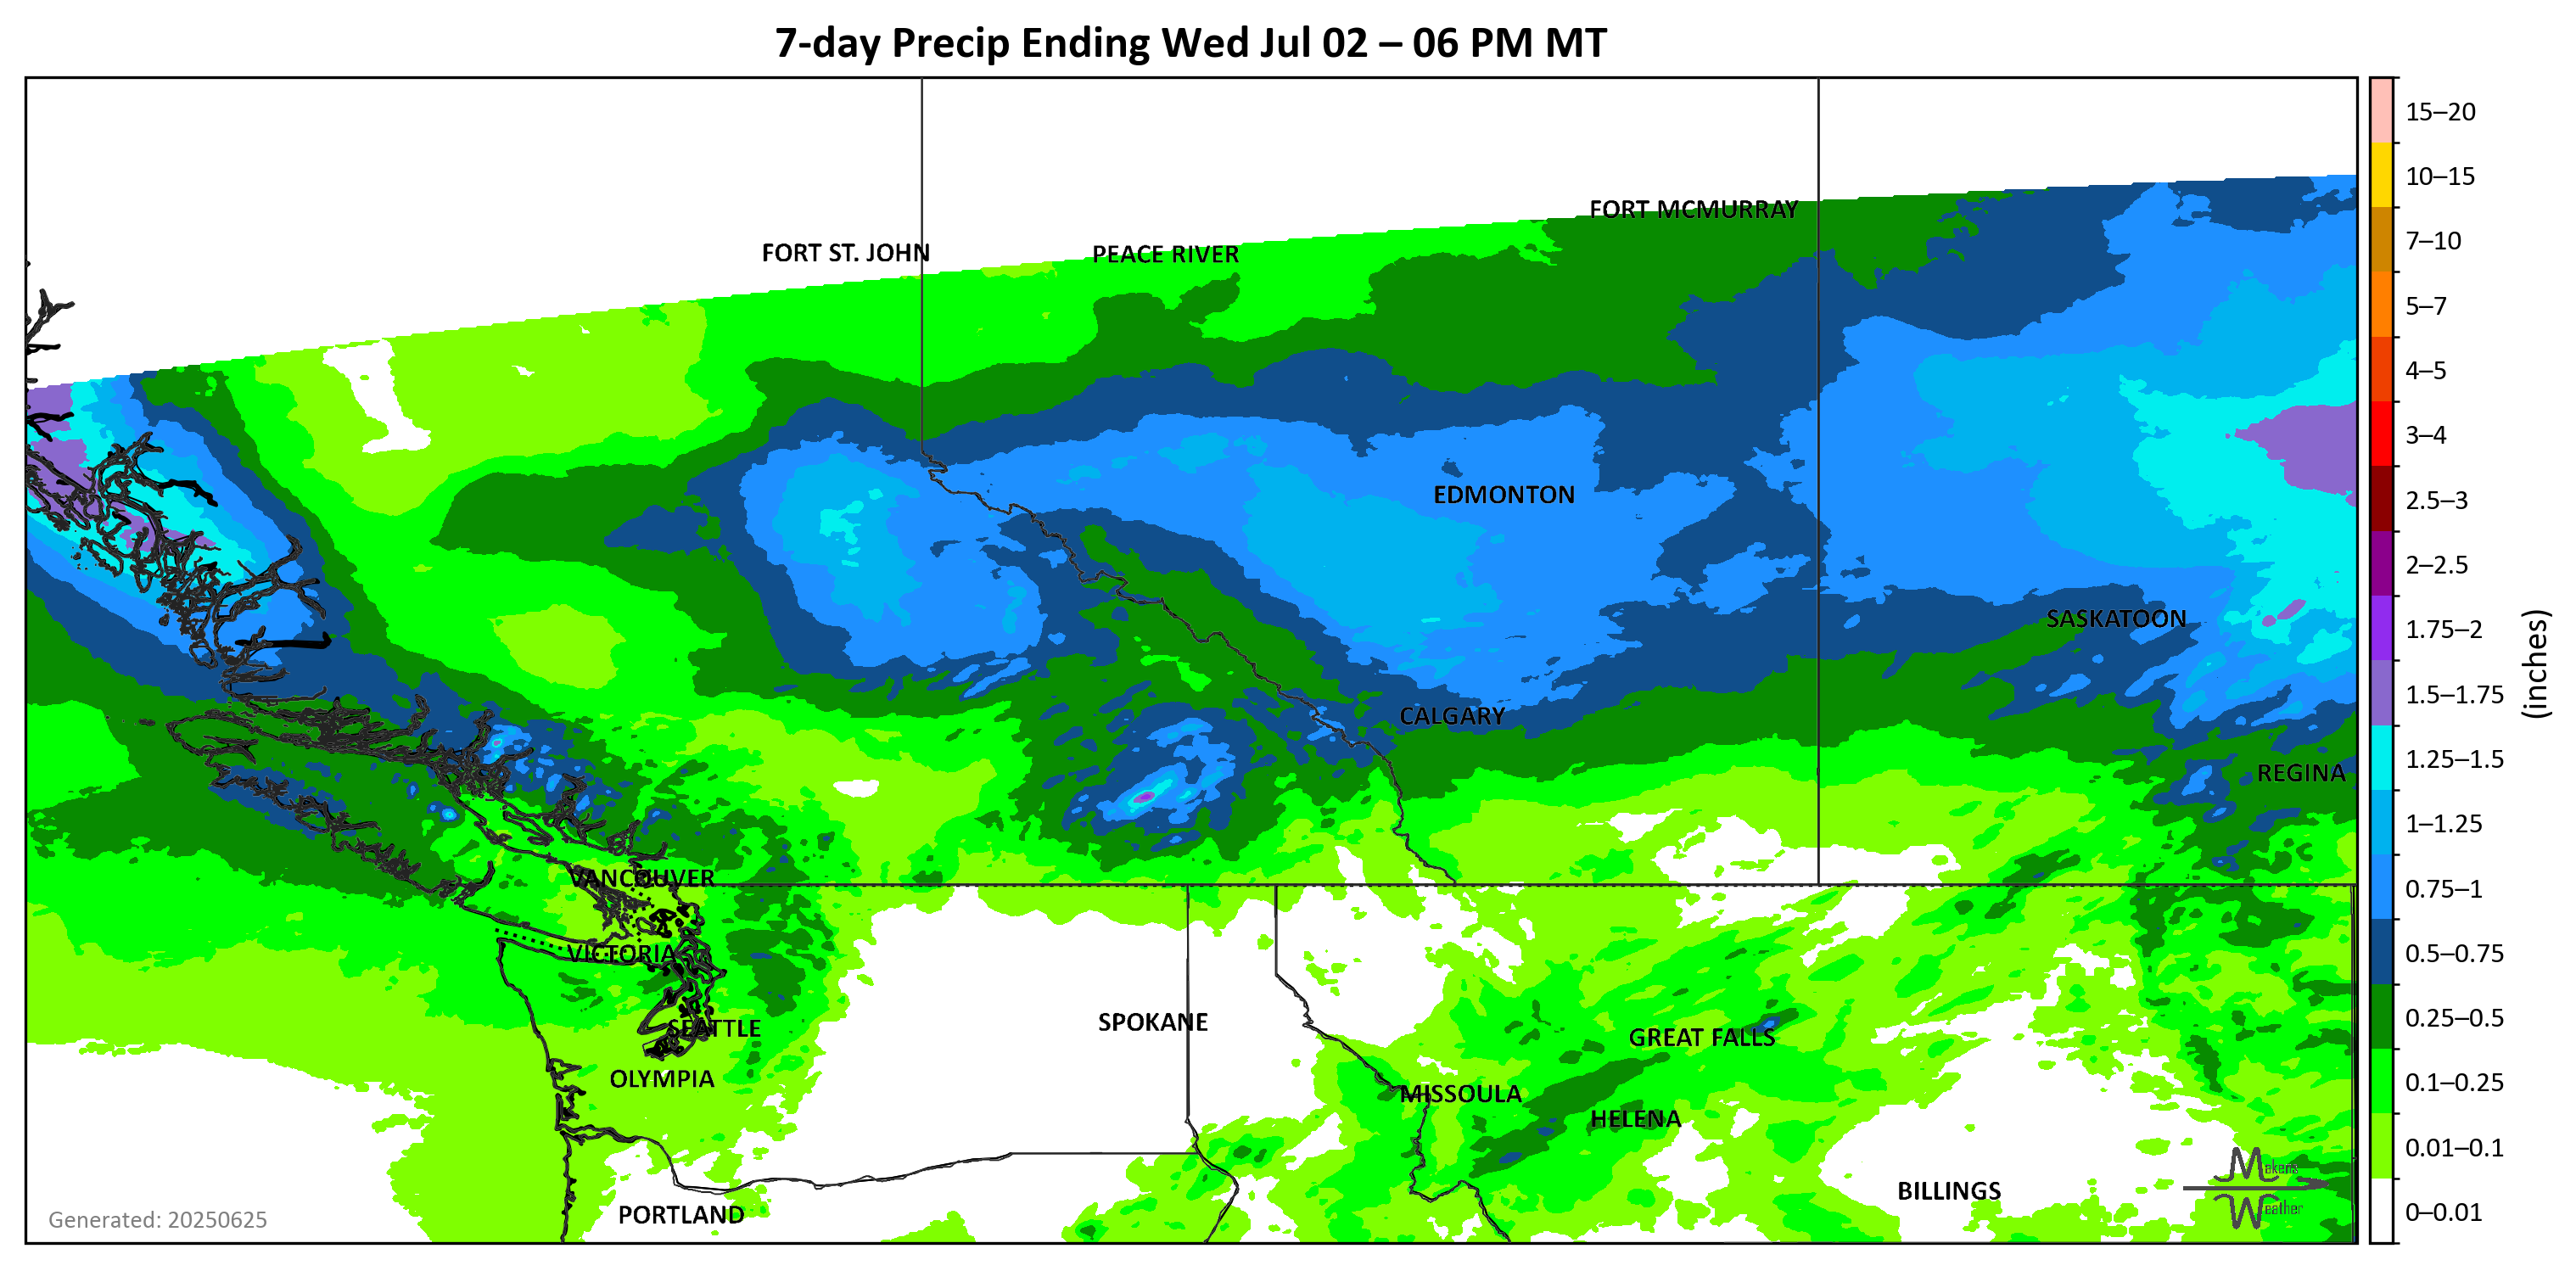 7-day Precip Ending Wed Jul 02 – 06 PM MT
FORT ST. JOHN
PEACE RIVER
FORT MCMURRAY
EDMONTON
SASKATOON
CALGARY
REGINA
VANCOUVER
VICTORIA
SEATTLE
SPOKANE
GREAT FALLS
OLYMPIA
MISSOULA
HELENA
BILLINGS
PORTLAND
Makens
Weather
Generated: 20250625
15–20
10–15
7–10
5–7
4–5
3–4
2.5–3
2–2.5
1.75–2
1.5–1.75
1.25–1.5
1–1.25
0.75–1
0.5–0.75
0.25–0.5
0.1–0.25
0.01–0.1
0–0.01
(inches)